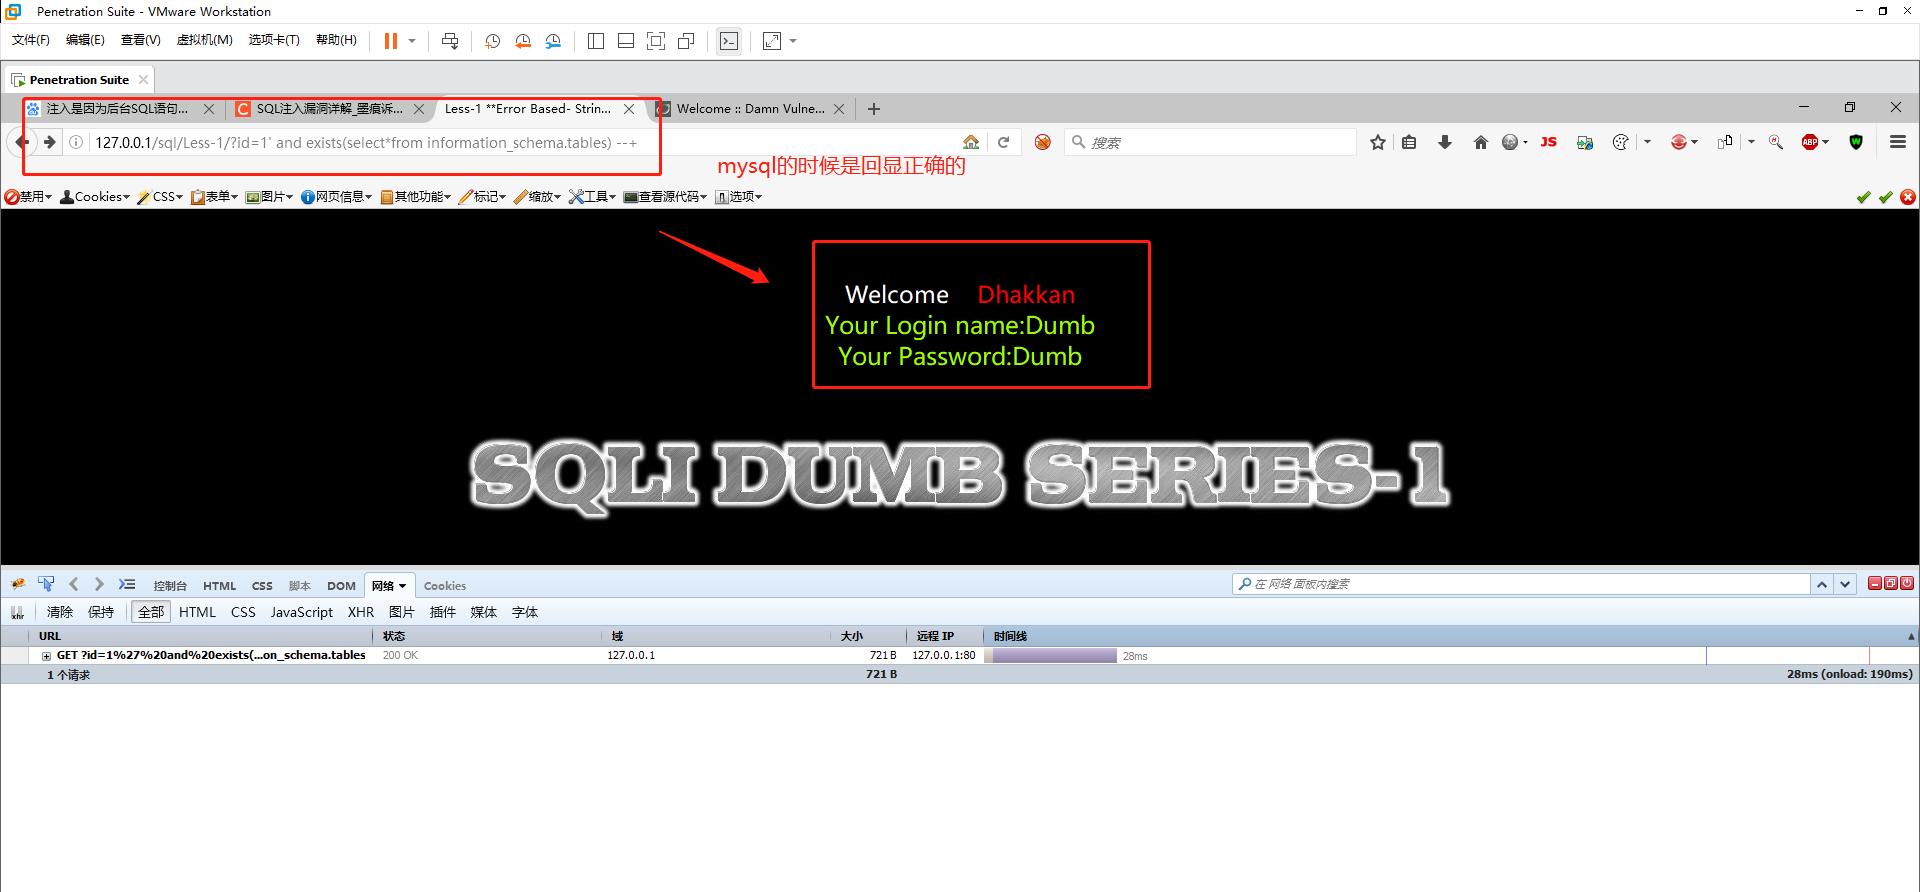 Penetration Suite - VMware Workstation
文件(F) 编辑(E) 查看(V) 虚拟机(M) 选项卡(T) 帮助(H)
Penetration Suite
注入是因为后台SQL语句... SQL注入漏洞详解_墨痕诉... Less-1 **Error Based- Strin... Welcome :: Damn Vulne...
127.0.0.1/sql/Less-1/?id=1' and exists(select*from information_schema.tables) --+ 搜索 JS ABP W
mysql的时候是回显正确的
禁用 Cookies CSS 表单 图片 网页信息 其他功能 标记 缩放 工具 查看源代码 选项
Welcome Dhakkan
Your Login name:Dumb
Your Password:Dumb
SQLI DUMB SERIES-1
控制台 HTML CSS 脚本 DOM 网络 Cookies 在 网络 面板内搜索
xhr 清除 保持 全部 HTML CSS JavaScript XHR 图片 插件 媒体 字体
URL 状态 域 大小 远程 IP 时间线
GET ?id=1%27%20and%20exists(...on_schema.tables 200 OK 127.0.0.1 721 B 127.0.0.1:80 28ms
1 个请求 721 B 28ms (onload: 190ms)